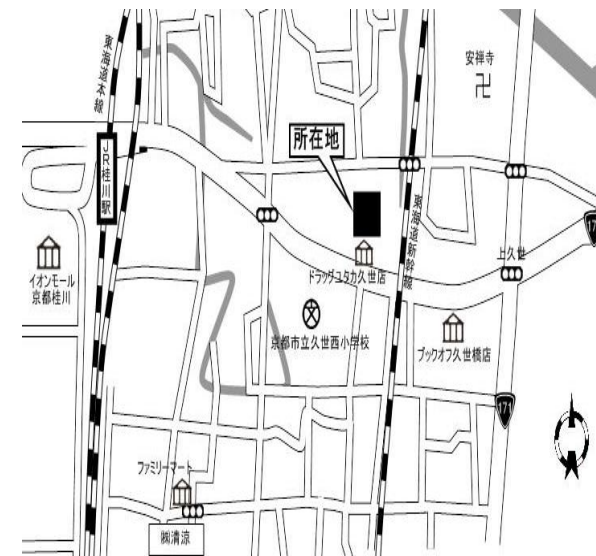 東海道本線
安禅寺
所在地
JR桂川駅
東海道新幹線
171
上久世
イオンモール
京都桂川
ドラッグユタカ久世店
京都市立久世西小学校
ブックオフ久世橋店
171
ファミリーマート
㈱清涼